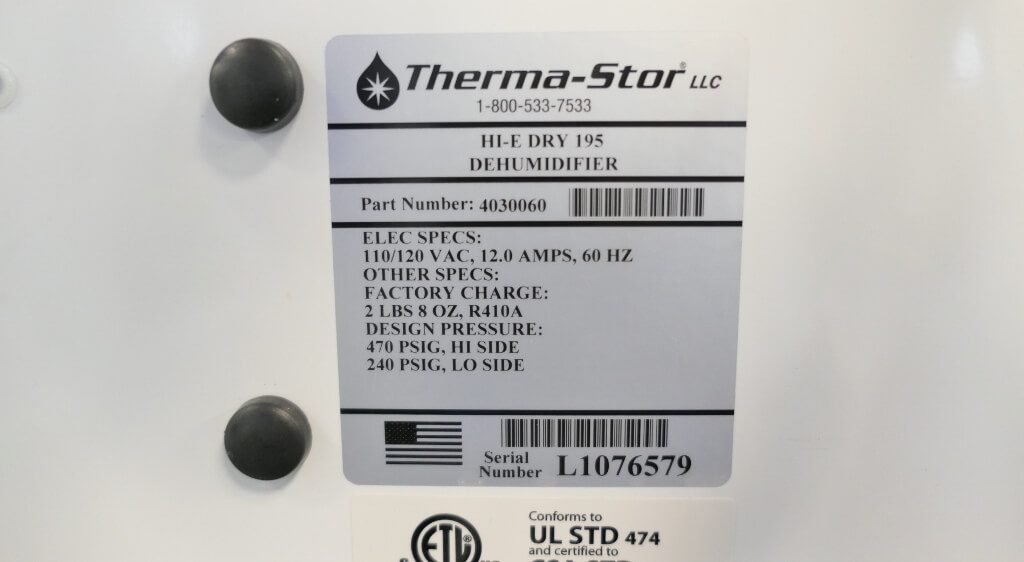 Therma-Stor® LLC
1-800-533-7533
HI-E DRY 195
DEHUMIDIFIER
Part Number: 4030060
ELEC SPECS:
110/120 VAC, 12.0 AMPS, 60 HZ
OTHER SPECS:
FACTORY CHARGE:
2 LBS 8 OZ, R410A
DESIGN PRESSURE:
470 PSIG, HI SIDE
240 PSIG, LO SIDE
Serial
Number L1076579
ETL®
Conforms to
UL STD 474
and certified to